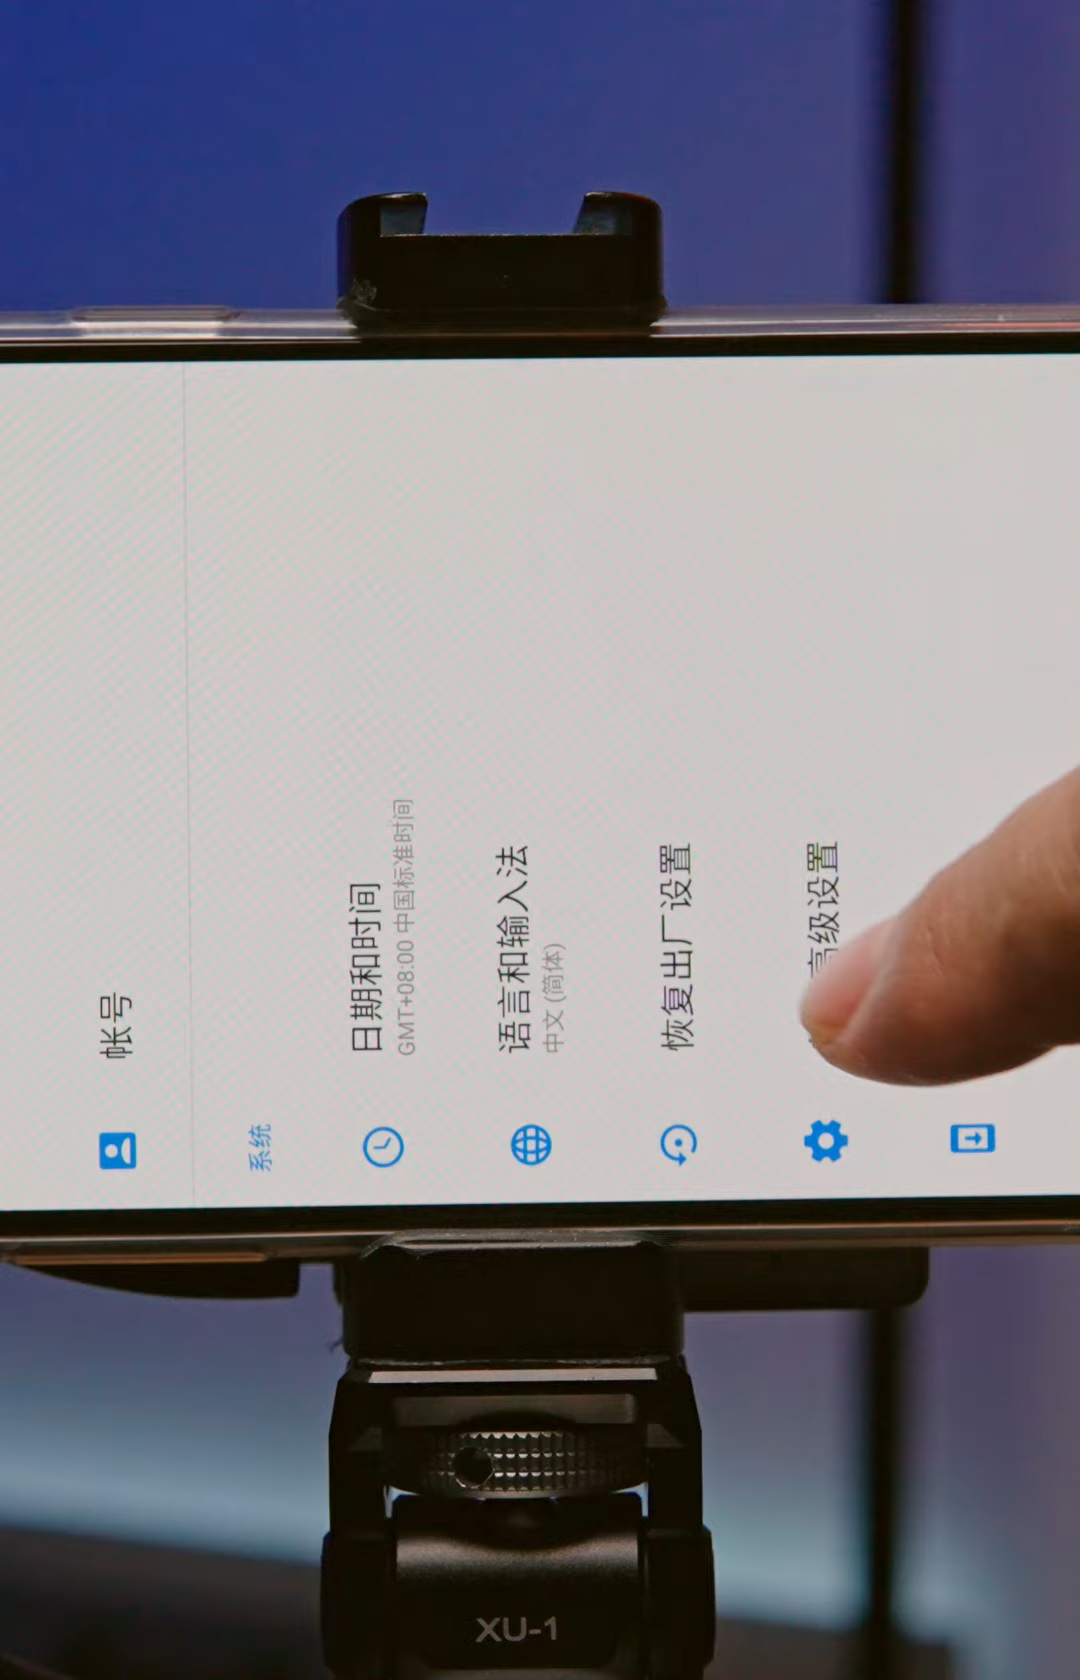 帐号
系统
日期和时间
GMT+08:00 中国标准时间
语言和输入法
中文 (简体)
恢复出厂设置
高级设置
XU-1